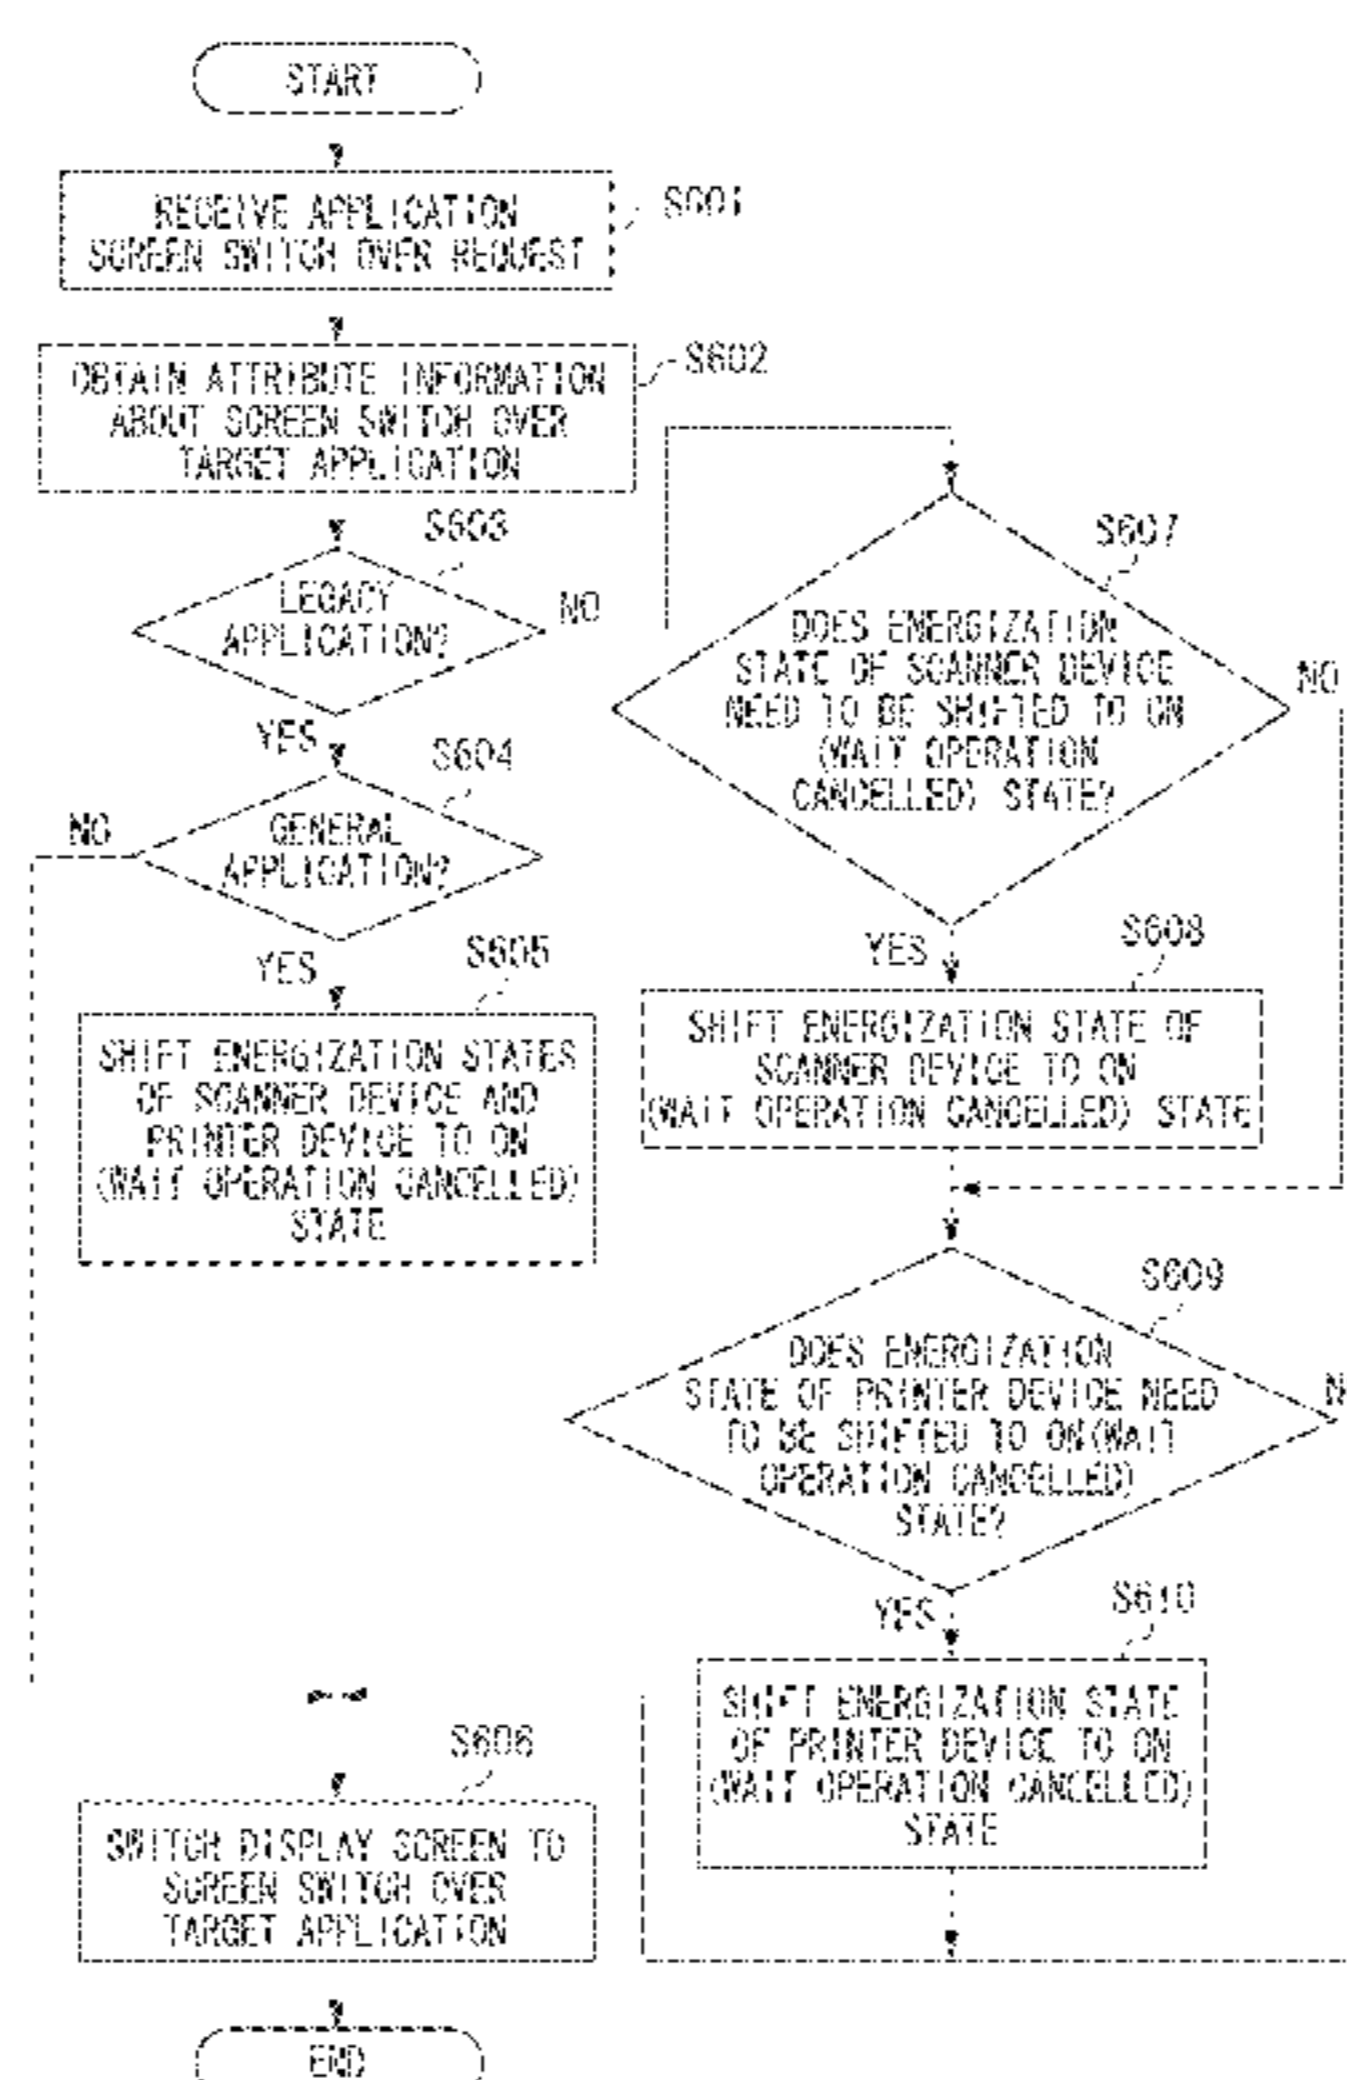 START
RECEIVE APPLICATION
SCREEN SWITCH OVER REQUEST
S601
OBTAIN ATTRIBUTE INFORMATION
ABOUT SCREEN SWITCH OVER
TARGET APPLICATION
S602
S603
LEGACY
APPLICATION?
NO
YES
S604
GENERAL
APPLICATION?
NO
YES
S605
SHIFT ENERGIZATION STATES
OF SCANNER DEVICE AND
PRINTER DEVICE TO ON
(WAIT OPERATION CANCELLED)
STATE
S606
SWITCH DISPLAY SCREEN TO
SCREEN SWITCH OVER
TARGET APPLICATION
END
S607
DOES ENERGIZATION
STATE OF SCANNER DEVICE
NEED TO BE SHIFTED TO ON
(WAIT OPERATION
CANCELLED) STATE?
NO
YES
S608
SHIFT ENERGIZATION STATE OF
SCANNER DEVICE TO ON
(WAIT OPERATION CANCELLED) STATE
S609
DOES ENERGIZATION
STATE OF PRINTER DEVICE NEED
TO BE SHIFTED TO ON(WAIT
OPERATION CANCELLED)
STATE?
YES
S610
SHIFT ENERGIZATION STATE
OF PRINTER DEVICE TO ON
(WAIT OPERATION CANCELLED)
STATE